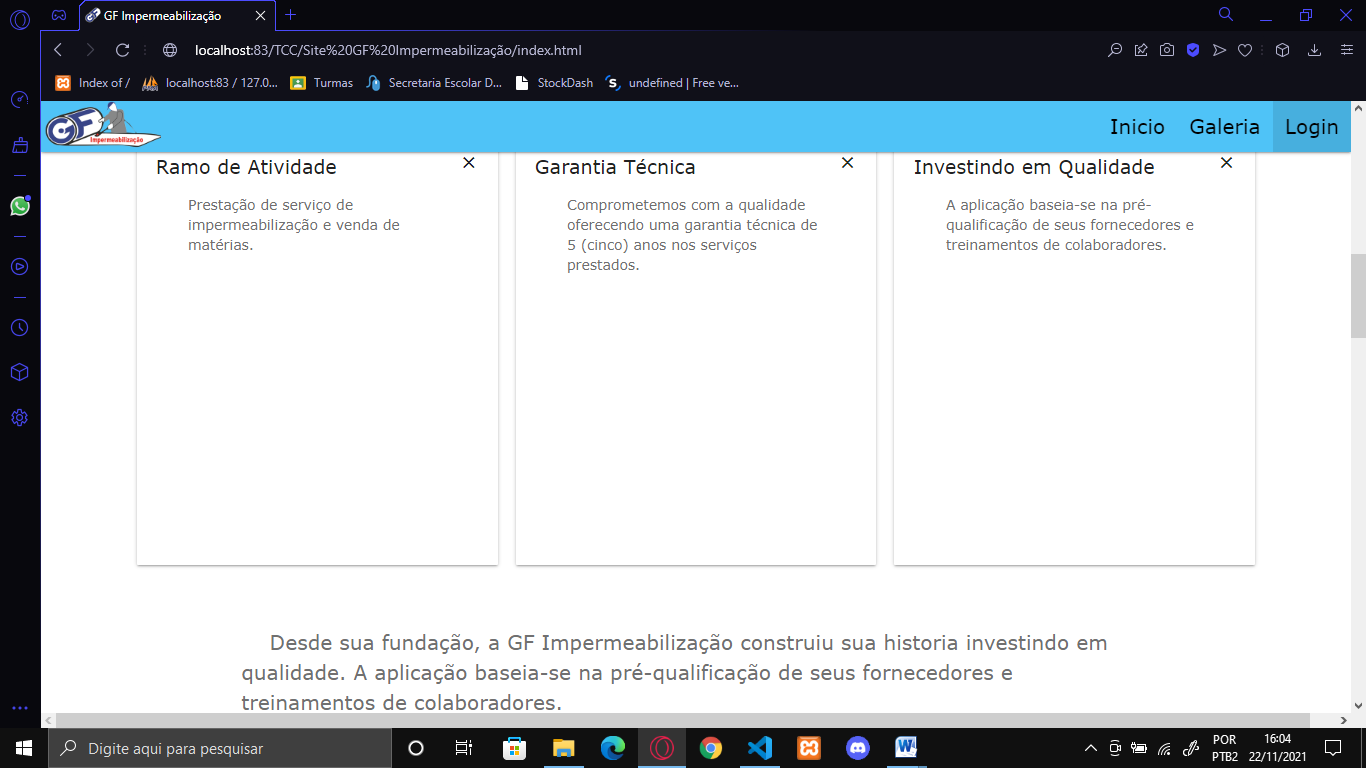 GF Impermeabilização
localhost:83/TCC/Site%20GF%20Impermeabilização/index.html
Index of /
localhost:83 / 127.0...
Turmas
Secretaria Escolar D...
StockDash
S
undefined | Free ve...
GF
Impermeabilização
Inicio
Galeria
Login
Ramo de Atividade
Prestação de serviço de
impermeabilização e venda de
matérias.
Garantia Técnica
Comprometemos com a qualidade
oferecendo uma garantia técnica de
5 (cinco) anos nos serviços
prestados.
Investindo em Qualidade
A aplicação baseia-se na pré-
qualificação de seus fornecedores e
treinamentos de colaboradores.
Desde sua fundação, a GF Impermeabilização construiu sua historia investindo em
qualidade. A aplicação baseia-se na pré-qualificação de seus fornecedores e
treinamentos de colaboradores.
Digite aqui para pesquisar
POR
PTB2
16:04
22/11/2021